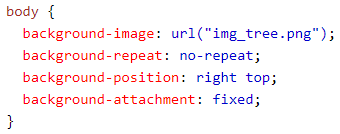 body {
  background-image: url("img_tree.png");
  background-repeat: no-repeat;
  background-position: right top;
  background-attachment: fixed;
}